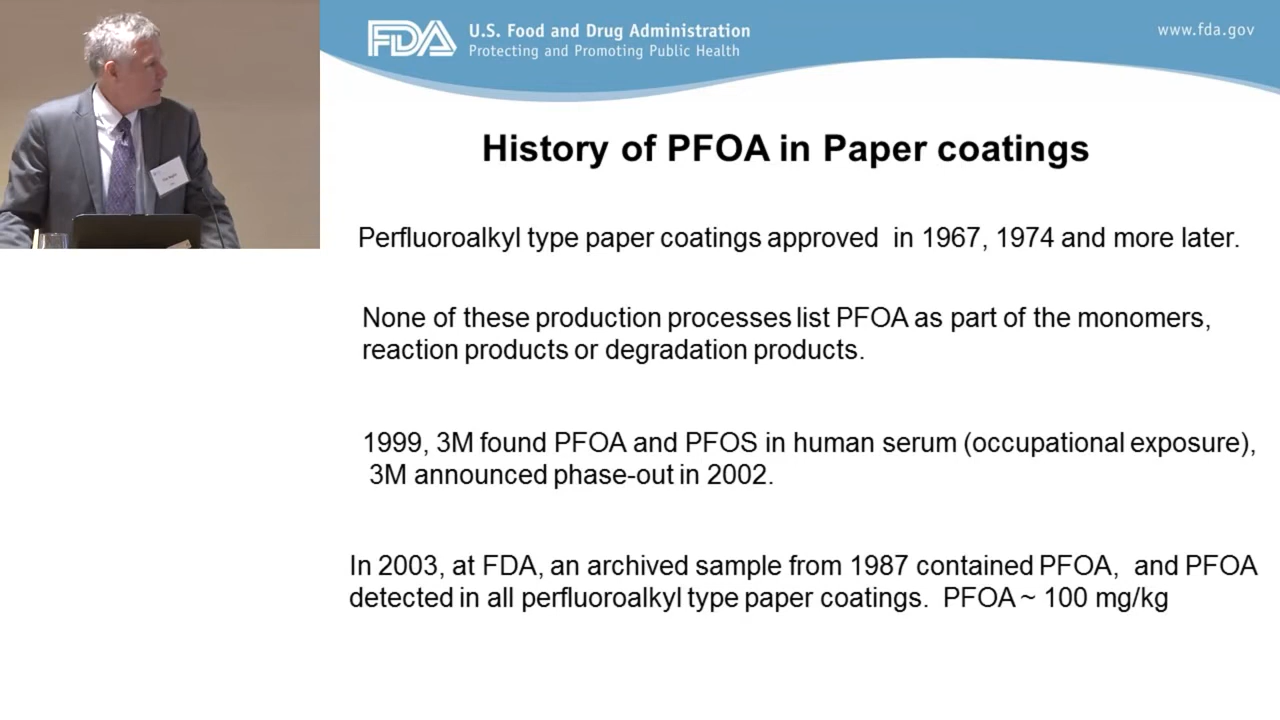 FDA
U.S. Food and Drug Administration
Protecting and Promoting Public Health
www.fda.gov
History of PFOA in Paper coatings
Perfluoroalkyl type paper coatings approved in 1967, 1974 and more later.
None of these production processes list PFOA as part of the monomers,
reaction products or degradation products.
1999, 3M found PFOA and PFOS in human serum (occupational exposure),
3M announced phase-out in 2002.
In 2003, at FDA, an archived sample from 1987 contained PFOA, and PFOA
detected in all perfluoroalkyl type paper coatings. PFOA ~ 100 mg/kg